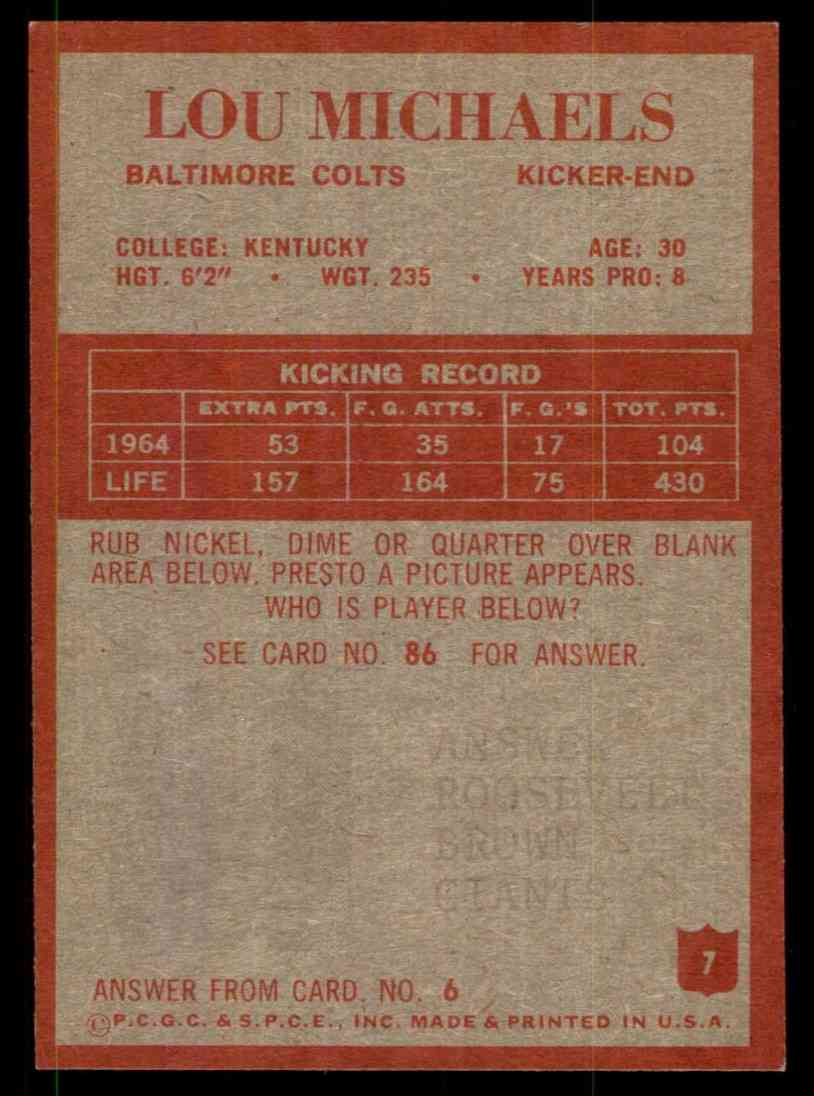 LOU MICHAELS
BALTIMORE COLTS KICKER-END
COLLEGE: KENTUCKY AGE: 30
HGT. 6'2" • WGT. 235 • YEARS PRO: 8
KICKING RECORD
EXTRA PTS. F. G. ATTS. F. G.'S TOT. PTS.
1964 53 35 17 104
LIFE 157 164 75 430
RUB NICKEL, DIME OR QUARTER OVER BLANK
AREA BELOW. PRESTO A PICTURE APPEARS.
WHO IS PLAYER BELOW?
SEE CARD NO. 86 FOR ANSWER.
ANSWER
ROOSEVELT
BROWN
GIANTS
7
ANSWER FROM CARD. NO. 6
©P.C.G.C. & S.P.C.E., INC. MADE & PRINTED IN U.S.A.